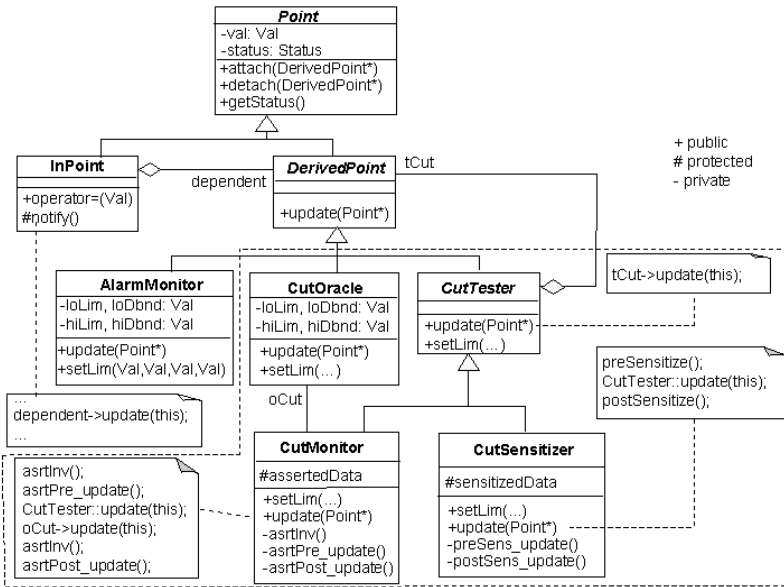 Point
-val: Val
-status: Status
+attach(DerivedPoint*)
+detach(DerivedPoint*)
+getStatus()
+ public
# protected
- private
InPoint
+operator=(Val)
#notify()
dependent
DerivedPoint
+update(Point*)
tCut
AlarmMonitor
-loLim, loDbnd: Val
-hiLim, hiDbnd: Val
+update(Point*)
+setLim(Val,Val,Val,Val)
CutOracle
-loLim, loDbnd: Val
-hiLim, hiDbnd: Val
+update(Point*)
+setLim(...)
CutTester
+update(Point*)
+setLim(...)
tCut->update(this);
preSensitize();
CutTester::update(this);
postSensitize();
...
dependent->update(this);
...
oCut
CutMonitor
#assertedData
+setLim(...)
+update(Point*)
-asrtInv()
-asrtPre_update()
-asrtPost_update()
CutSensitizer
#sensitizedData
+setLim(...)
+update(Point*)
-preSens_update()
-postSens_update()
asrtInv();
asrtPre_update();
CutTester::update(this);
oCut->update(this);
asrtInv();
asrtPost_update();